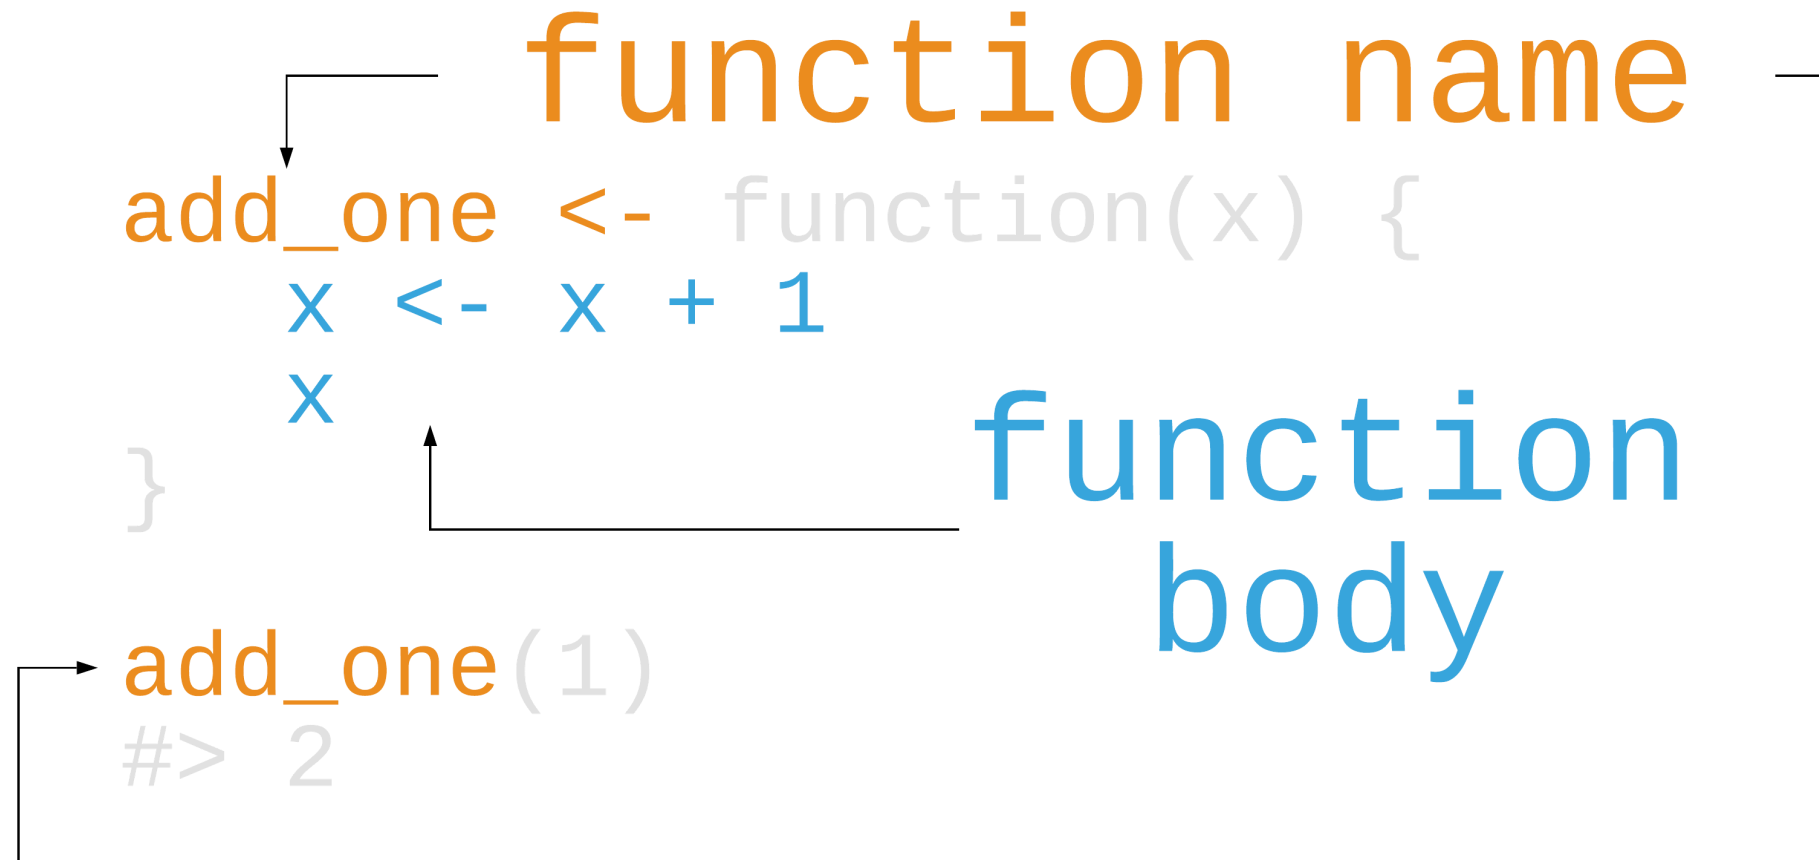 function name
add_one <- function(x) {
x <- x + 1
x
function
body
}
add_one(1)
#> 2